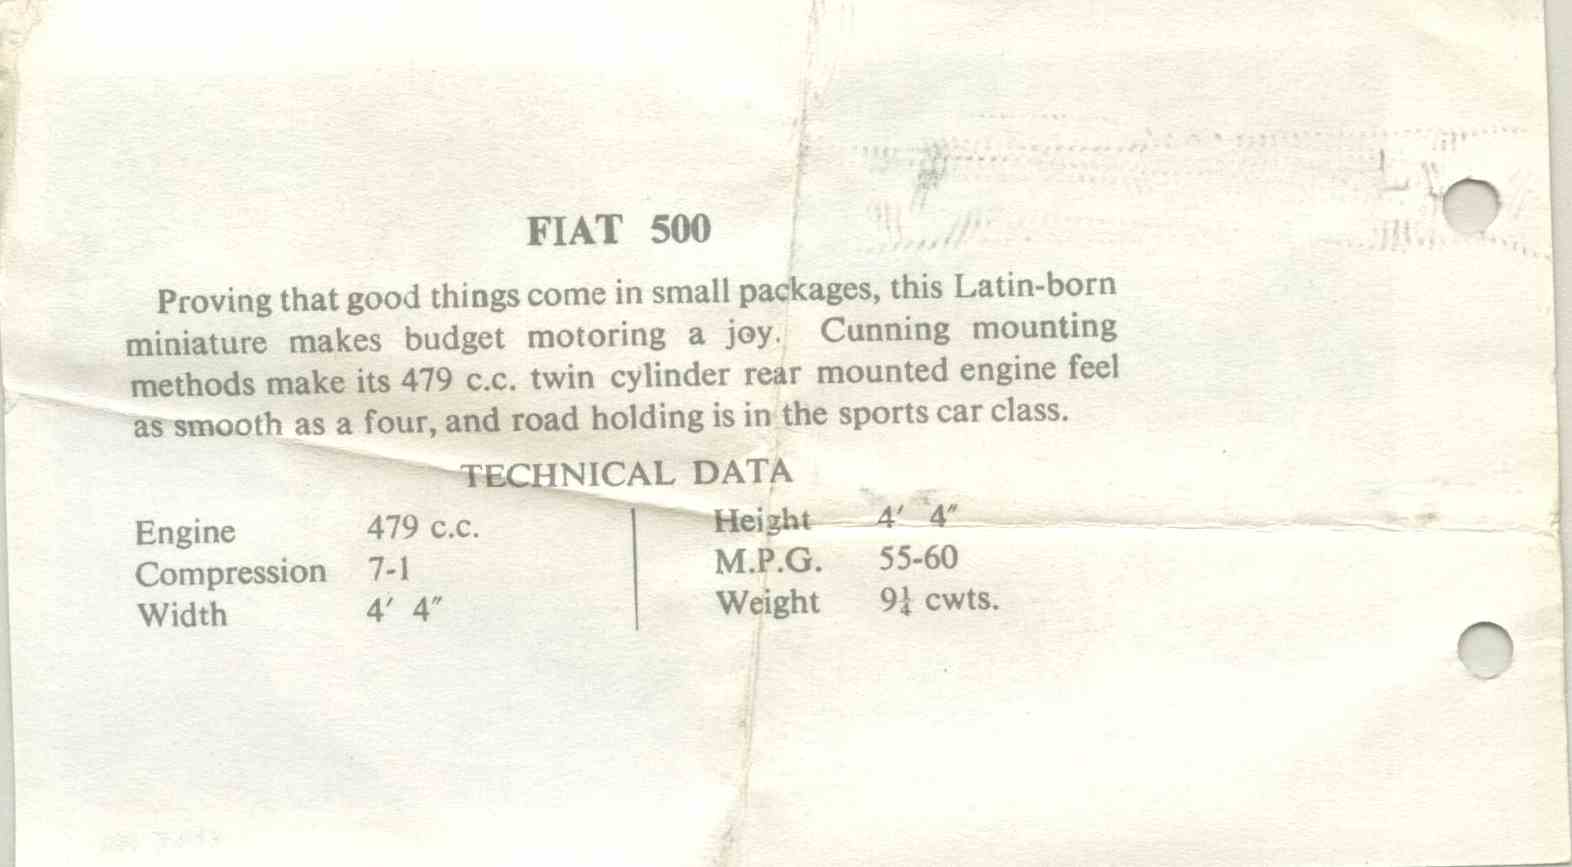 FIAT 500
Proving that good things come in small packages, this Latin-born
miniature makes budget motoring a joy. Cunning mounting
methods make its 479 c.c. twin cylinder rear mounted engine feel
as smooth as a four, and road holding is in the sports car class.
TECHNICAL DATA
Engine 479 c.c.
Compression 7-1
Width 4′ 4″
Height 4′ 4″
M.P.G. 55-60
Weight 9¼ cwts.